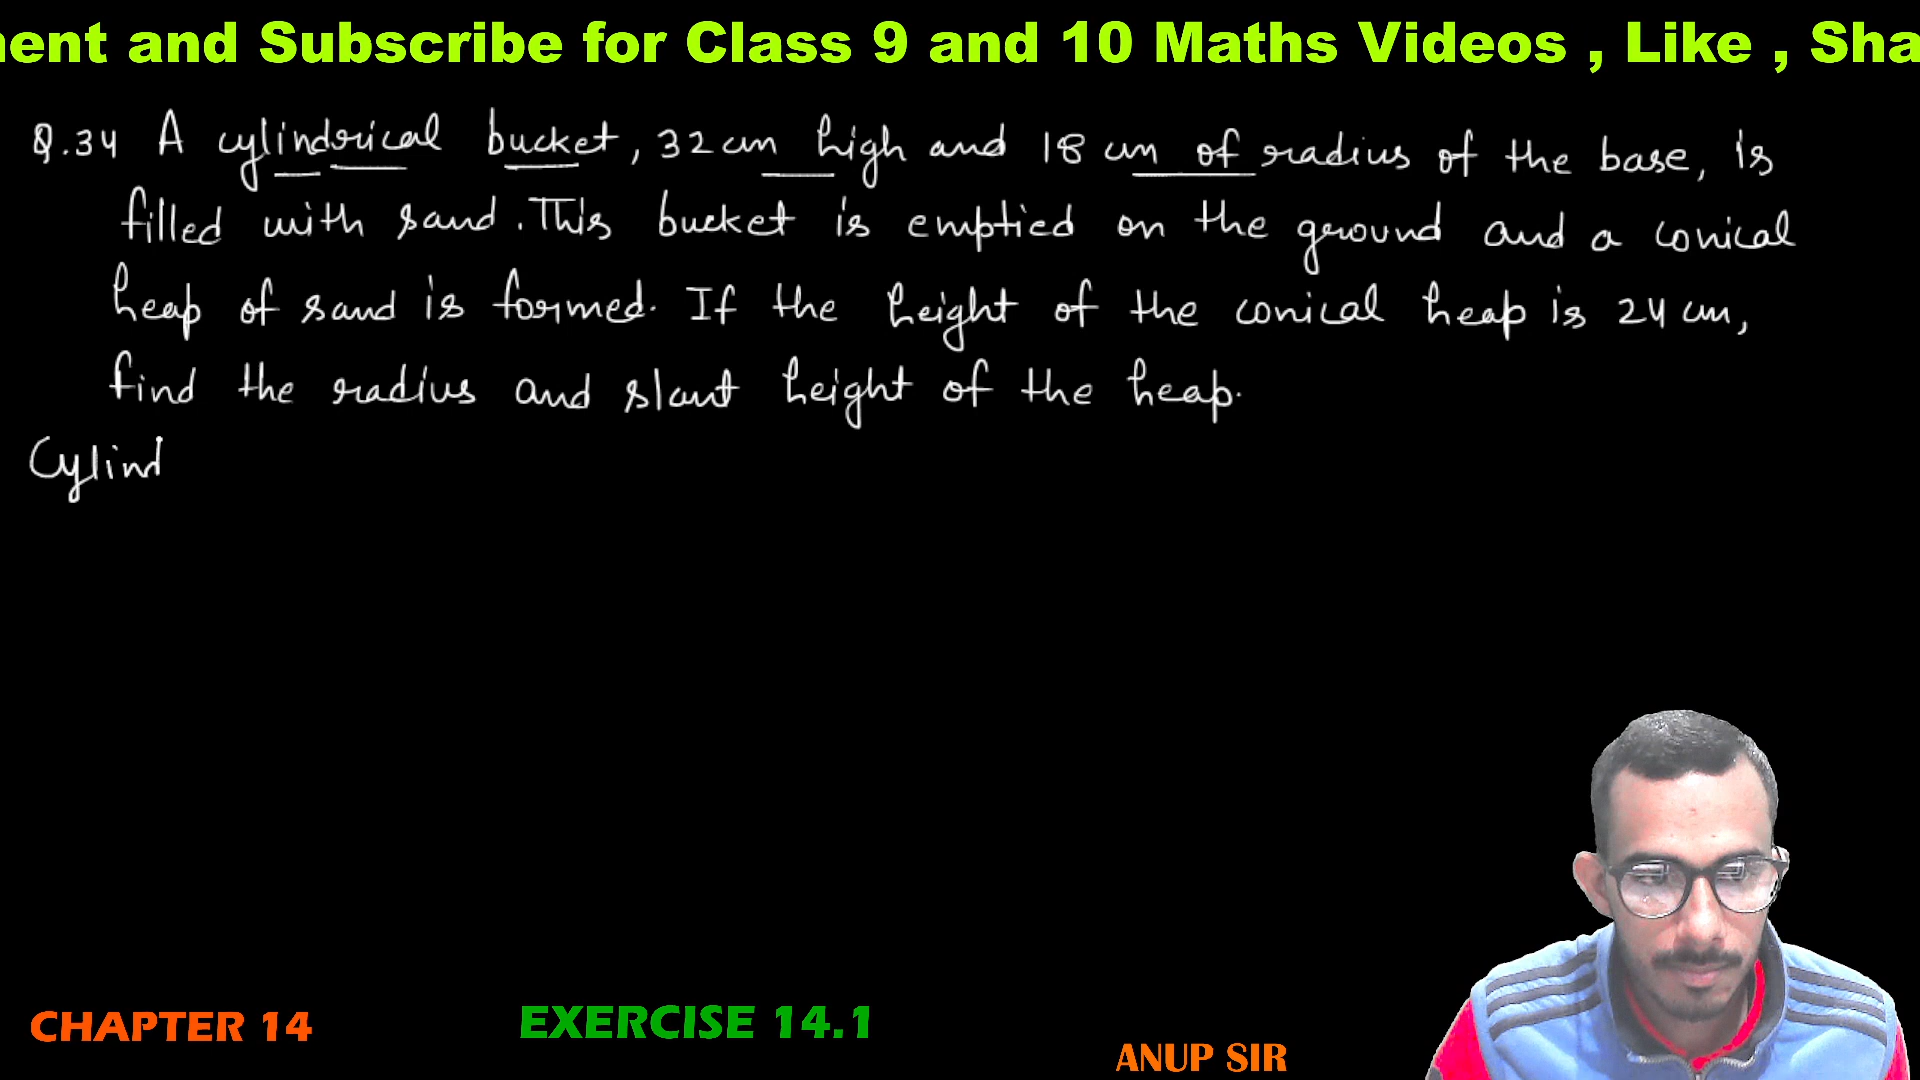 ent and Subscribe for Class 9 and 10 Maths Videos , Like , Sha
Q.34 A cylindrical bucket, 32 cm high and 18 cm of radius of the base, is
filled with sand. This bucket is emptied on the ground and a conical
heap of sand is formed. If the height of the conical heap is 24 cm,
find the radius and slant height of the heap.
Cylind
CHAPTER 14
EXERCISE 14.1
ANUP SIR